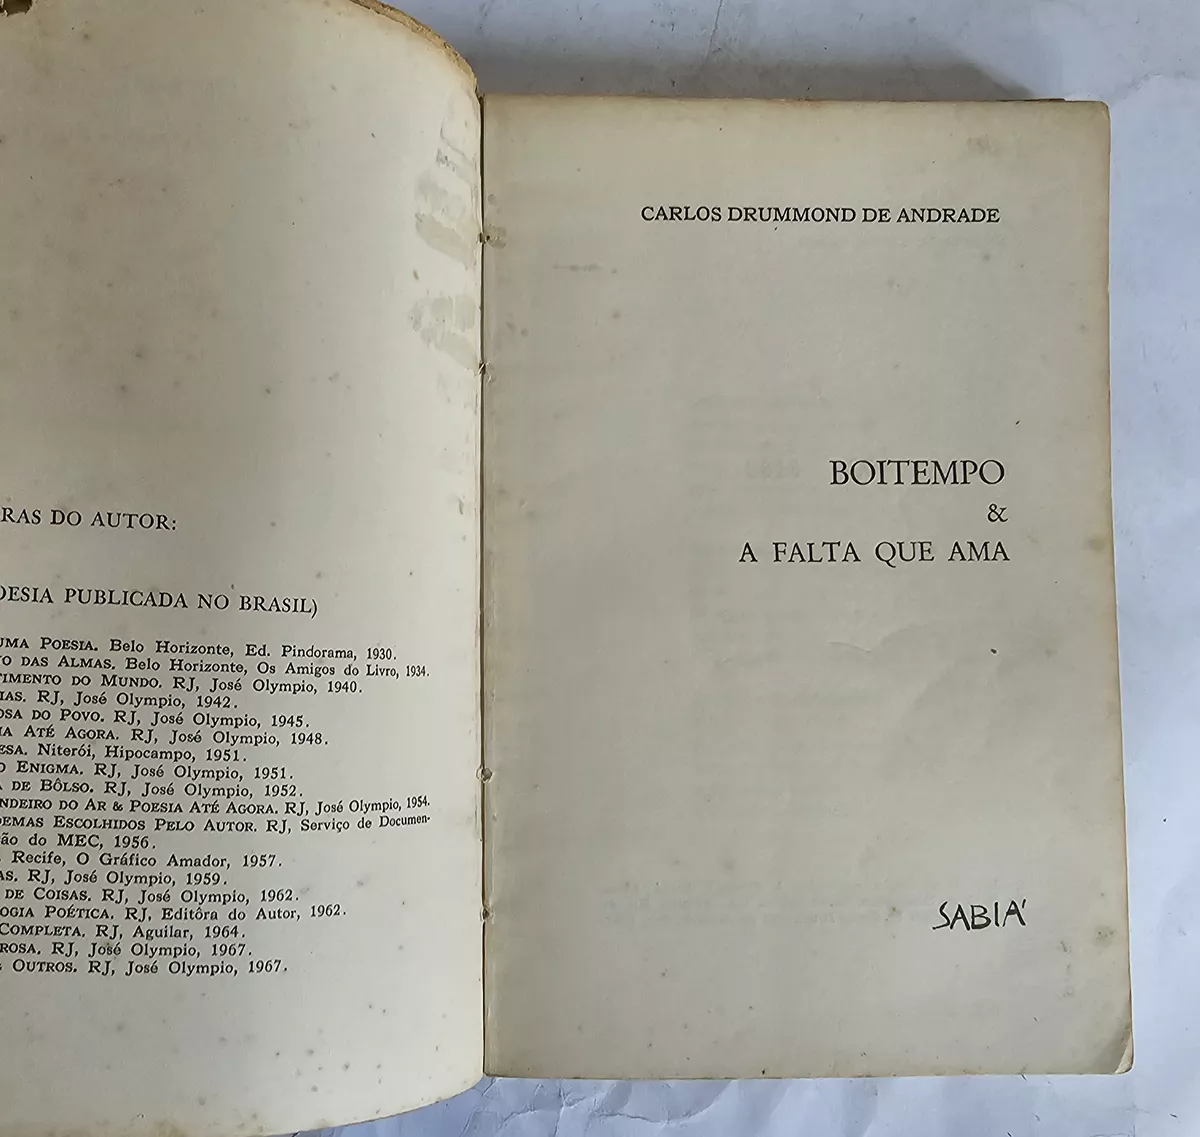 RAS DO AUTOR:
OESIA PUBLICADA NO BRASIL)
UMA POESIA. Belo Horizonte, Ed. Pindorama, 1930.
O DAS ALMAS. Belo Horizonte, Os Amigos do Livro, 1934.
TIMENTO DO MUNDO. RJ, José Olympio, 1940.
IAS. RJ, José Olympio, 1942.
OSA DO POVO. RJ, José Olympio, 1945.
IA ATÉ AGORA. RJ, José Olympio, 1948.
ESA. Niterói, Hipocampo, 1951.
O ENIGMA. RJ, José Olympio, 1951.
A DE BÔLSO. RJ, José Olympio, 1952.
NDEIRO DO AR & POESIA ATÉ AGORA. RJ, José Olympio, 1954.
OEMAS ESCOLHIDOS PELO AUTOR. RJ, Serviço de Documen-
ção do MEC, 1956.
Recife, O Gráfico Amador, 1957.
AS. RJ, José Olympio, 1959.
DE COISAS. RJ, José Olympio, 1962.
OGIA POÉTICA. RJ, Editôra do Autor, 1962.
COMPLETA. RJ, Aguilar, 1964.
ROSA. RJ, José Olympio, 1967.
& OUTROS. RJ, José Olympio, 1967.
CARLOS DRUMMOND DE ANDRADE
BOITEMPO
&
A FALTA QUE AMA
SABIÁ